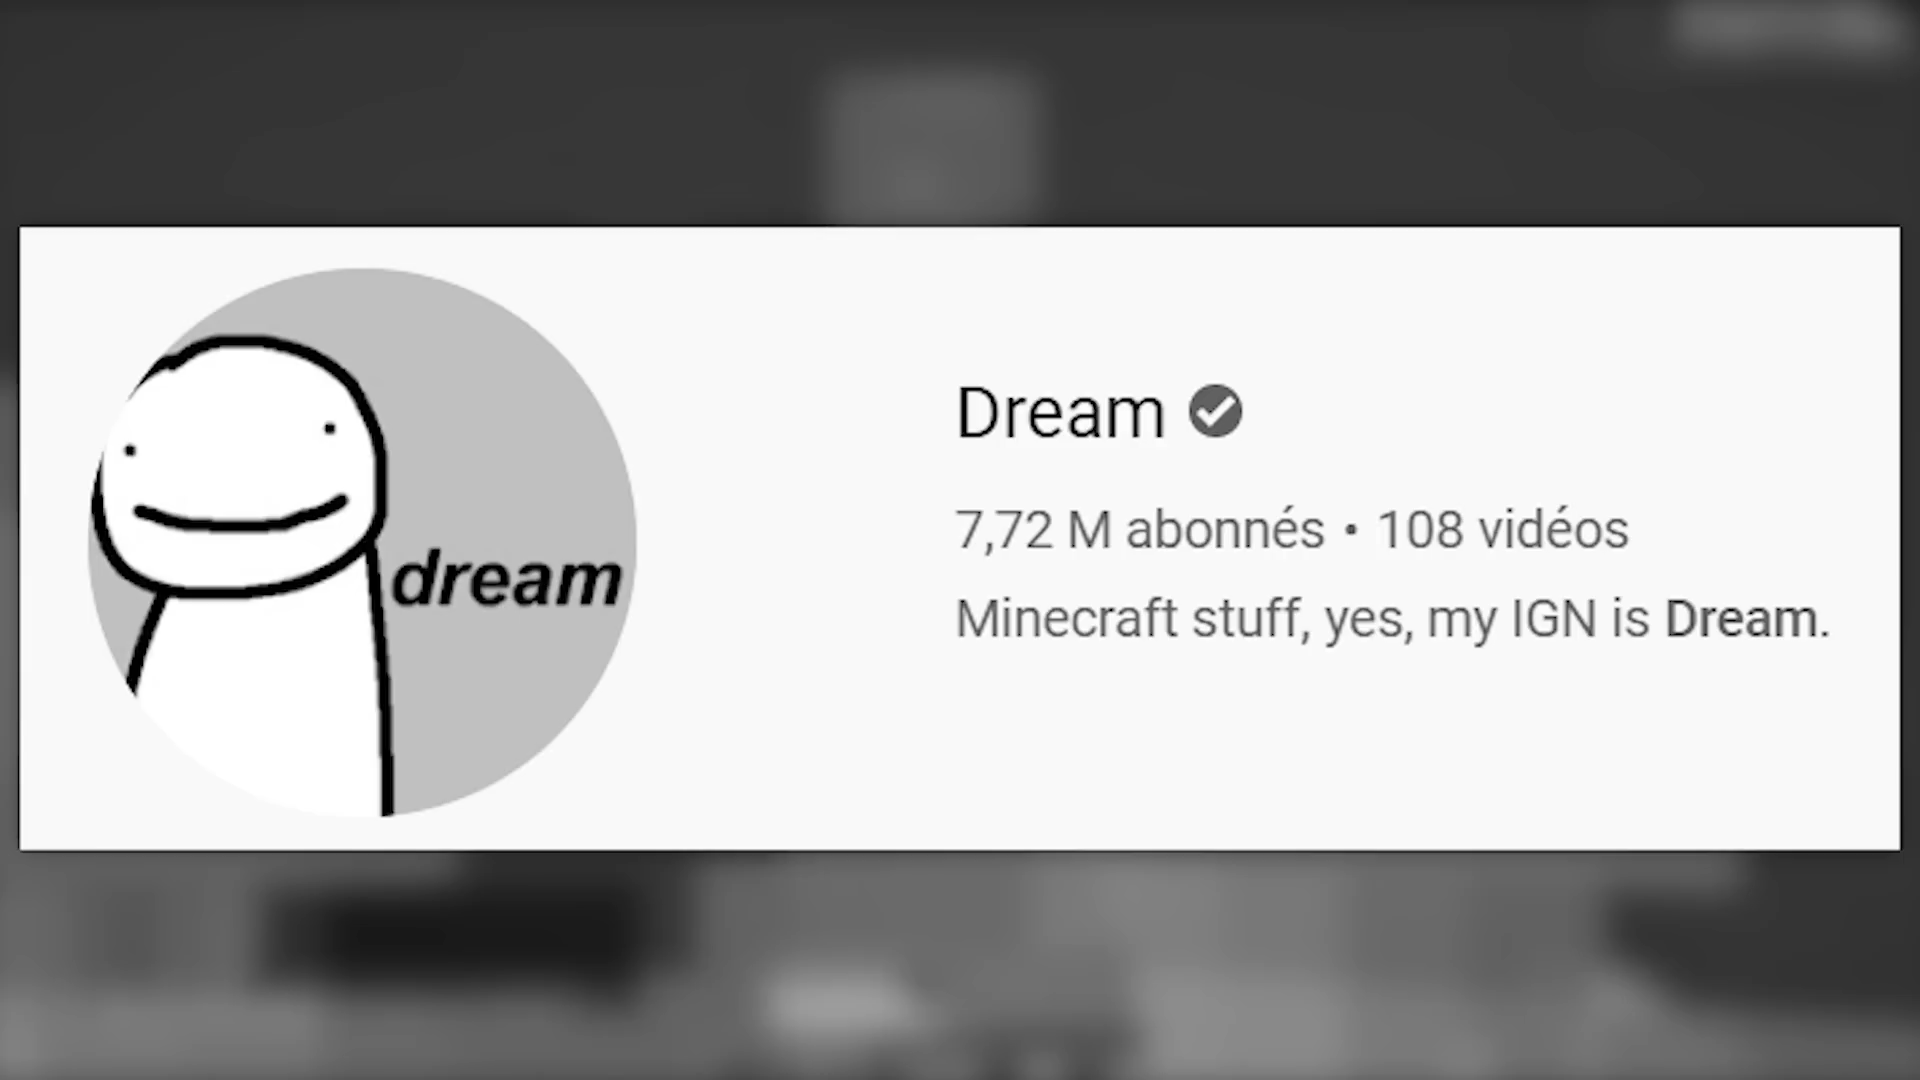 dream
Dream
7,72 M abonnés • 108 vidéos
Minecraft stuff, yes, my IGN is Dream.